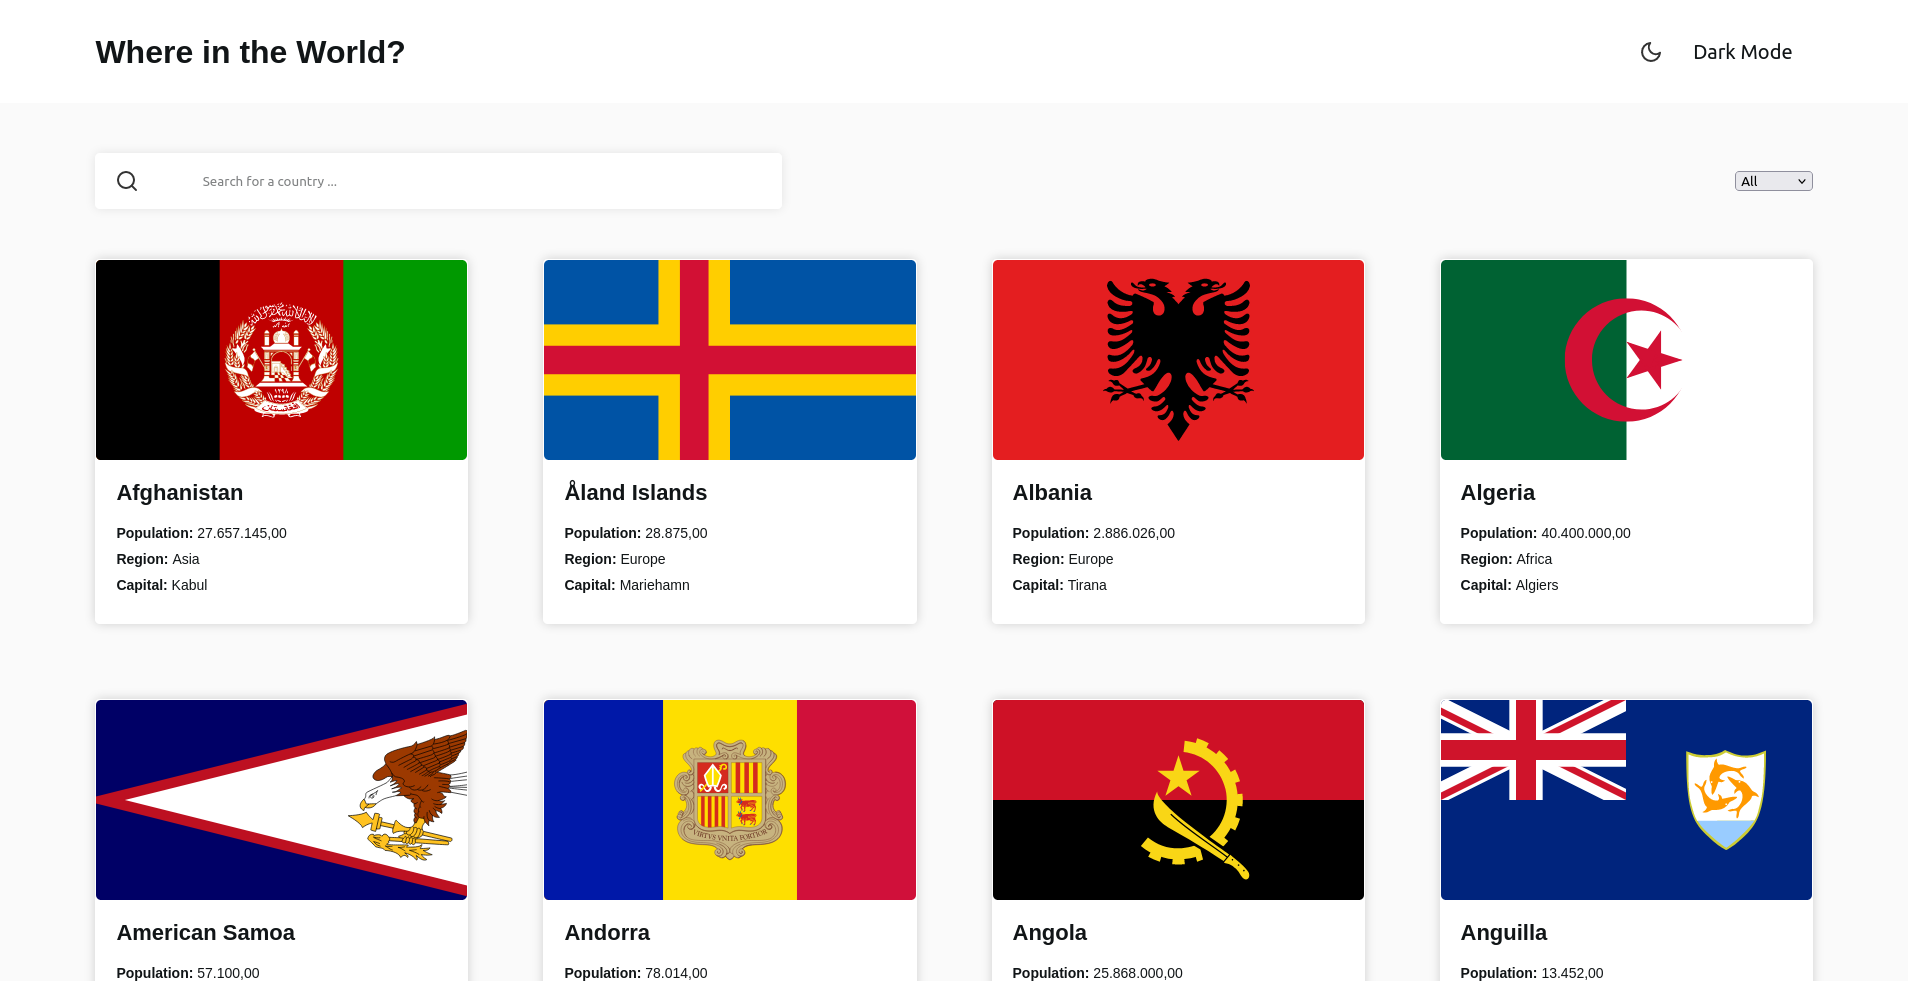 Where in the World?
Dark Mode
Search for a country ...
All
Afghanistan
Population: 27.657.145,00
Region: Asia
Capital: Kabul
Åland Islands
Population: 28.875,00
Region: Europe
Capital: Mariehamn
Albania
Population: 2.886.026,00
Region: Europe
Capital: Tirana
Algeria
Population: 40.400.000,00
Region: Africa
Capital: Algiers
American Samoa
Population: 57.100,00
VIRTVS VNITA FORTIOR
Andorra
Population: 78.014,00
Angola
Population: 25.868.000,00
Anguilla
Population: 13.452,00